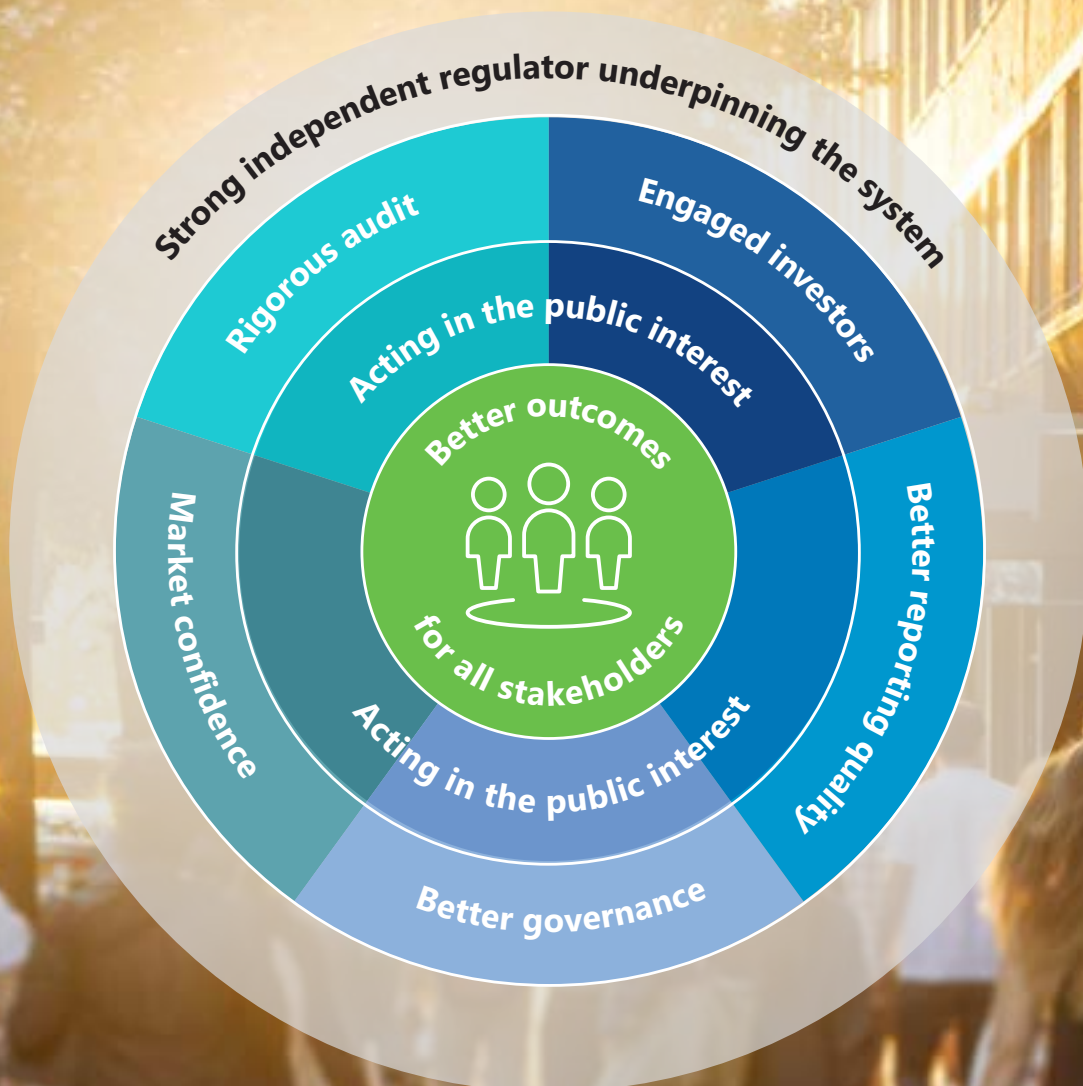 Strong independent regulator underpinning the system
Rigorous audit
Engaged investors
Better reporting quality
Better governance
Market confidence
Acting in the public interest
Acting in the public interest
Better outcomes
for all stakeholders